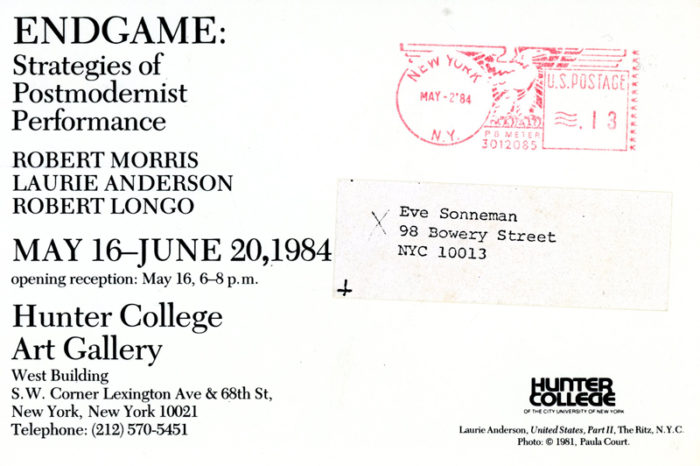 ENDGAME:
Strategies of
Postmodernist
Performance
ROBERT MORRIS
LAURIE ANDERSON
ROBERT LONGO
MAY 16–JUNE 20,1984
opening reception: May 16, 6–8 p.m.
Hunter College
Art Gallery
West Building
S.W. Corner Lexington Ave & 68th St,
New York, New York 10021
Telephone: (212) 570-5451
NEW YORK
MAY-2'84
N.Y.
U.S. POSTAGE
.13
PB METER
3012085
X
Eve Sonneman
98 Bowery Street
NYC 10013
HUNTER
COLLEGE
OF THE CITY UNIVERSITY OF NEW YORK
Laurie Anderson, United States, Part II, The Ritz, N.Y.C.
Photo: © 1981, Paula Court.